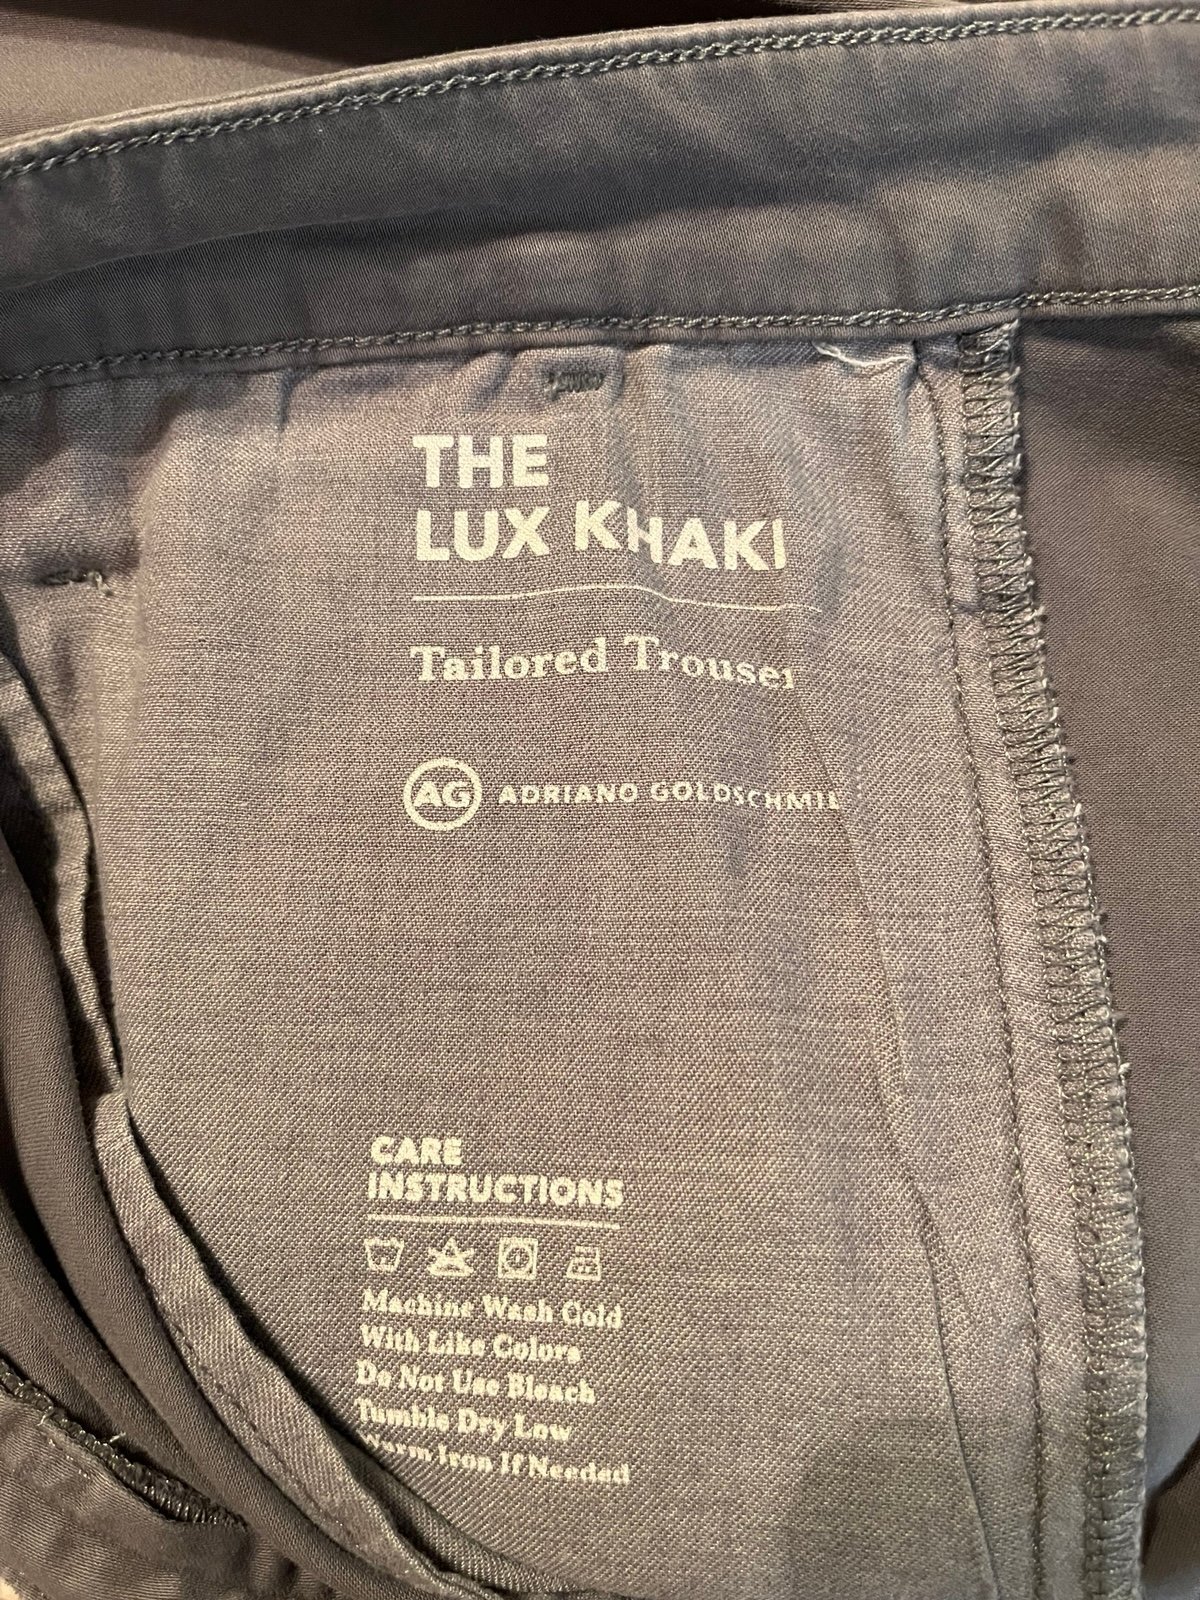 THE
LUX KHAKI
Tailored Trouser
AG ADRIANO GOLDSCHMIE
CARE
INSTRUCTIONS
Machine Wash Cold
With Like Colors
Do Not Use Bleach
Tumble Dry Low
Warm Iron If Needed